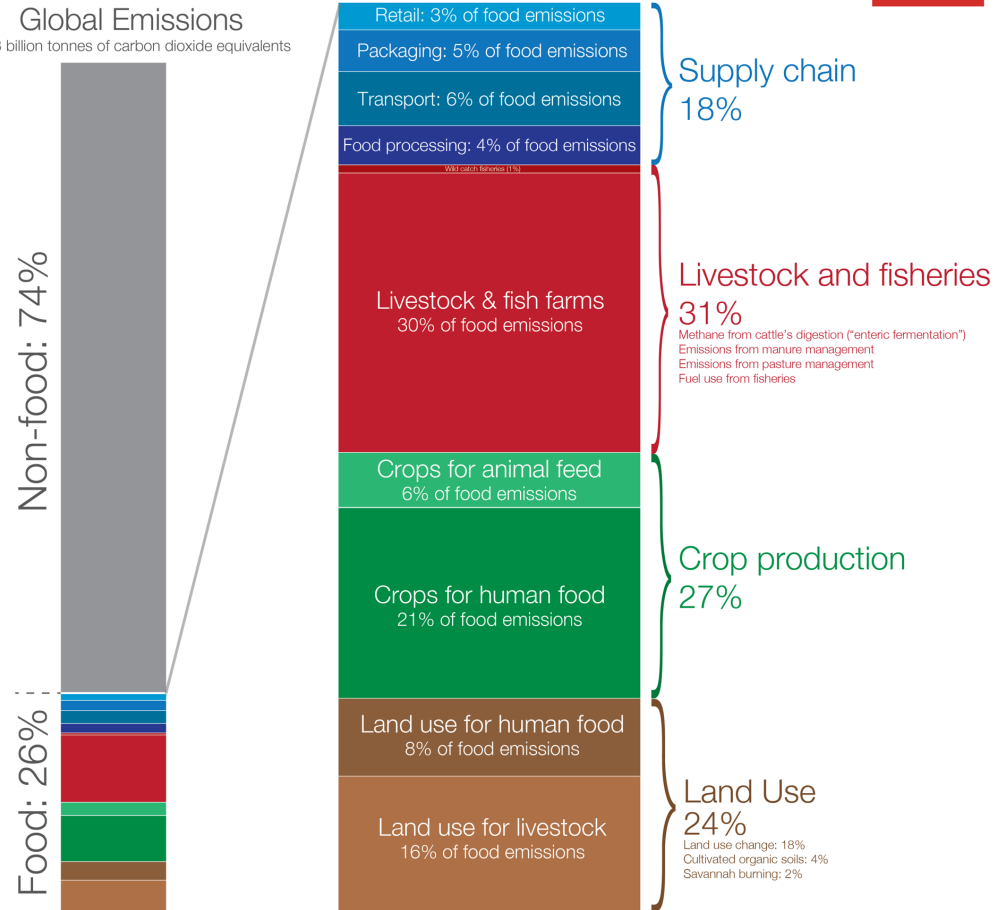 Global Emissions
billion tonnes of carbon dioxide equivalents
Non-food: 74%
Food: 26%
Retail: 3% of food emissions
Packaging: 5% of food emissions
Transport: 6% of food emissions
Food processing: 4% of food emissions
Wild catch fisheries (1%)
Livestock & fish farms
30% of food emissions
Crops for animal feed
6% of food emissions
Crops for human food
21% of food emissions
Land use for human food
8% of food emissions
Land use for livestock
16% of food emissions
Supply chain
18%
Livestock and fisheries
31%
Methane from cattle’s digestion (“enteric fermentation”)
Emissions from manure management
Emissions from pasture management
Fuel use from fisheries
Crop production
27%
Land Use
24%
Land use change: 18%
Cultivated organic soils: 4%
Savannah burning: 2%